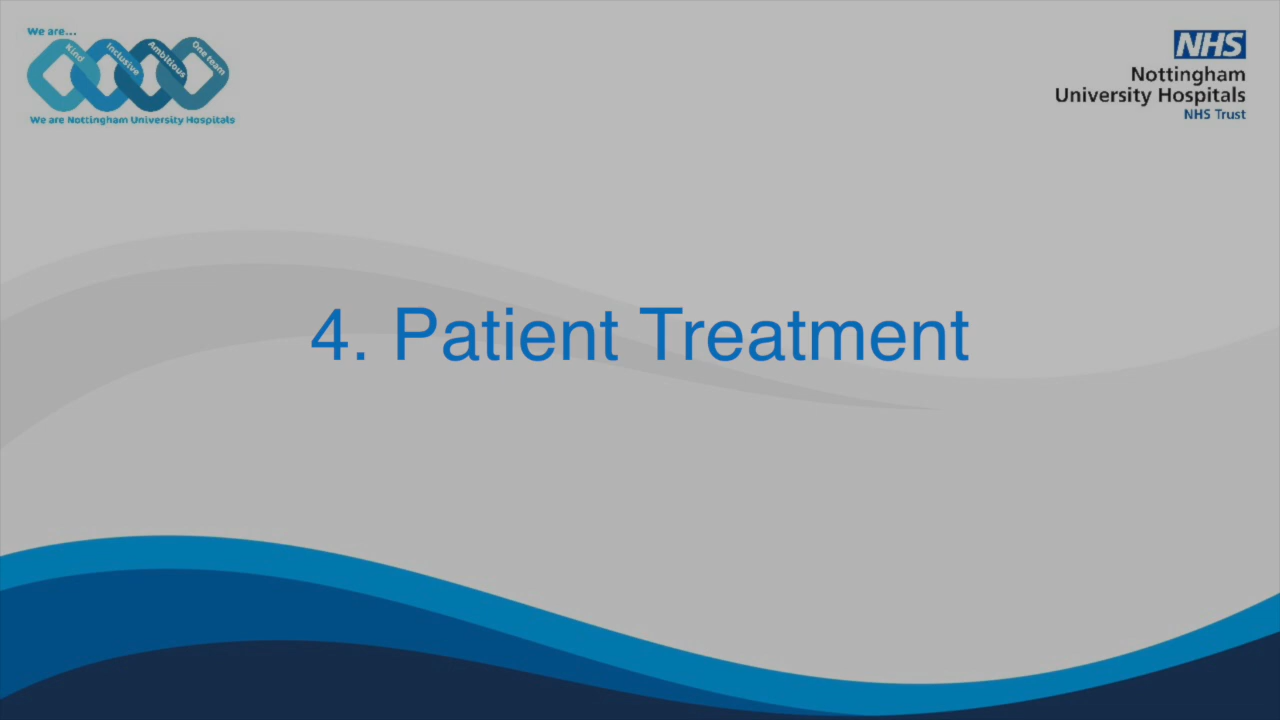 We are...
Kind
Inclusive
Ambitious
One team
We are Nottingham University Hospitals
NHS
Nottingham
University Hospitals
NHS Trust
4. Patient Treatment